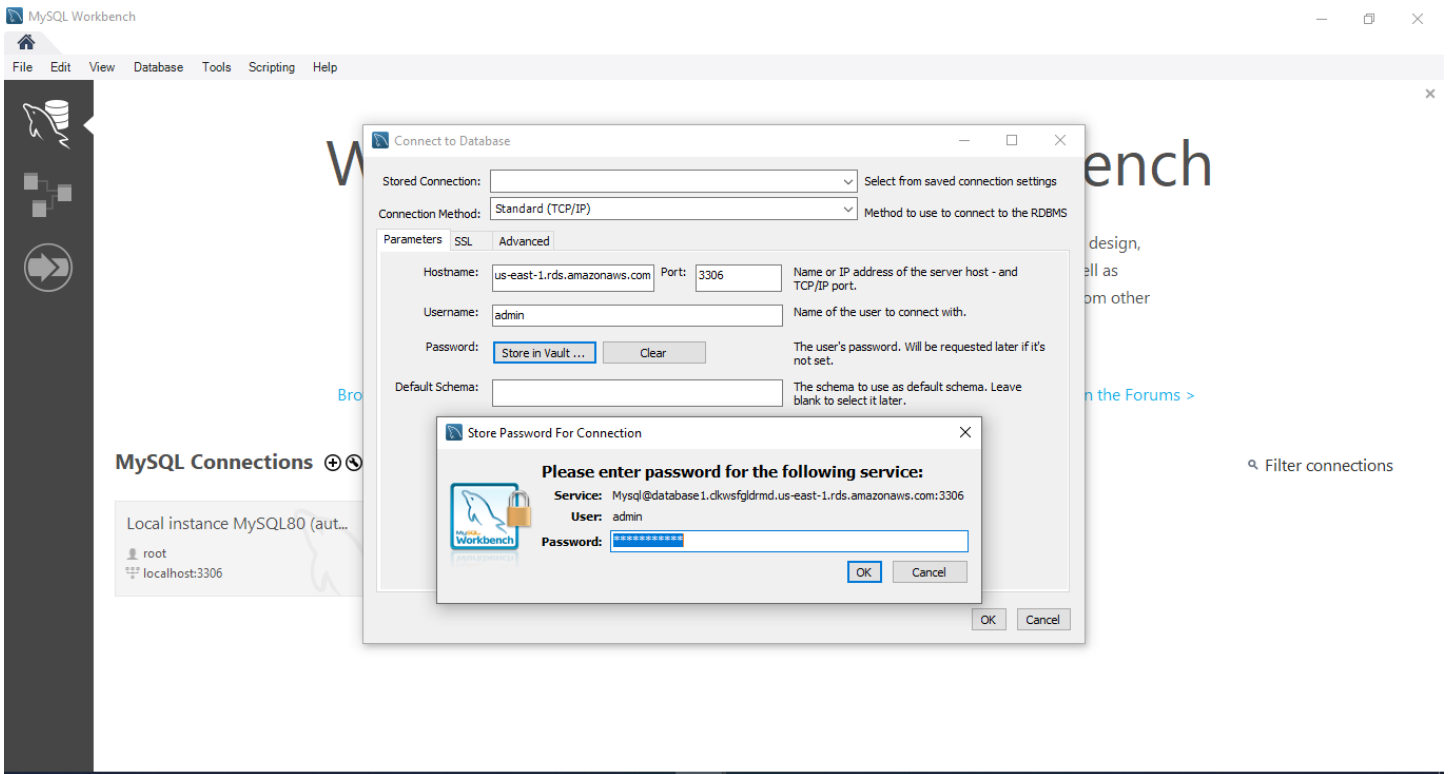 MySQL Workbench
File Edit View Database Tools Scripting Help
ench
Connect to Database
Stored Connection: Select from saved connection settings
Connection Method: Standard (TCP/IP) Method to use to connect to the RDBMS
Parameters SSL Advanced
design,
Hostname: us-east-1.rds.amazonaws.com Port: 3306 Name or IP address of the server host - and
TCP/IP port.
ell as
om other
Username: admin Name of the user to connect with.
Password: Store in Vault ... Clear The user's password. Will be requested later if it's
not set.
Default Schema: The schema to use as default schema. Leave
blank to select it later.
Bro
n the Forums >
Store Password For Connection
Please enter password for the following service:
Service: Mysql@database1.clkwsfgldrmd.us-east-1.rds.amazonaws.com:3306
User: admin
Password: ***********
MySQL
Workbench
OK Cancel
OK Cancel
MySQL Connections
Filter connections
Local instance MySQL80 (aut...
root
localhost:3306